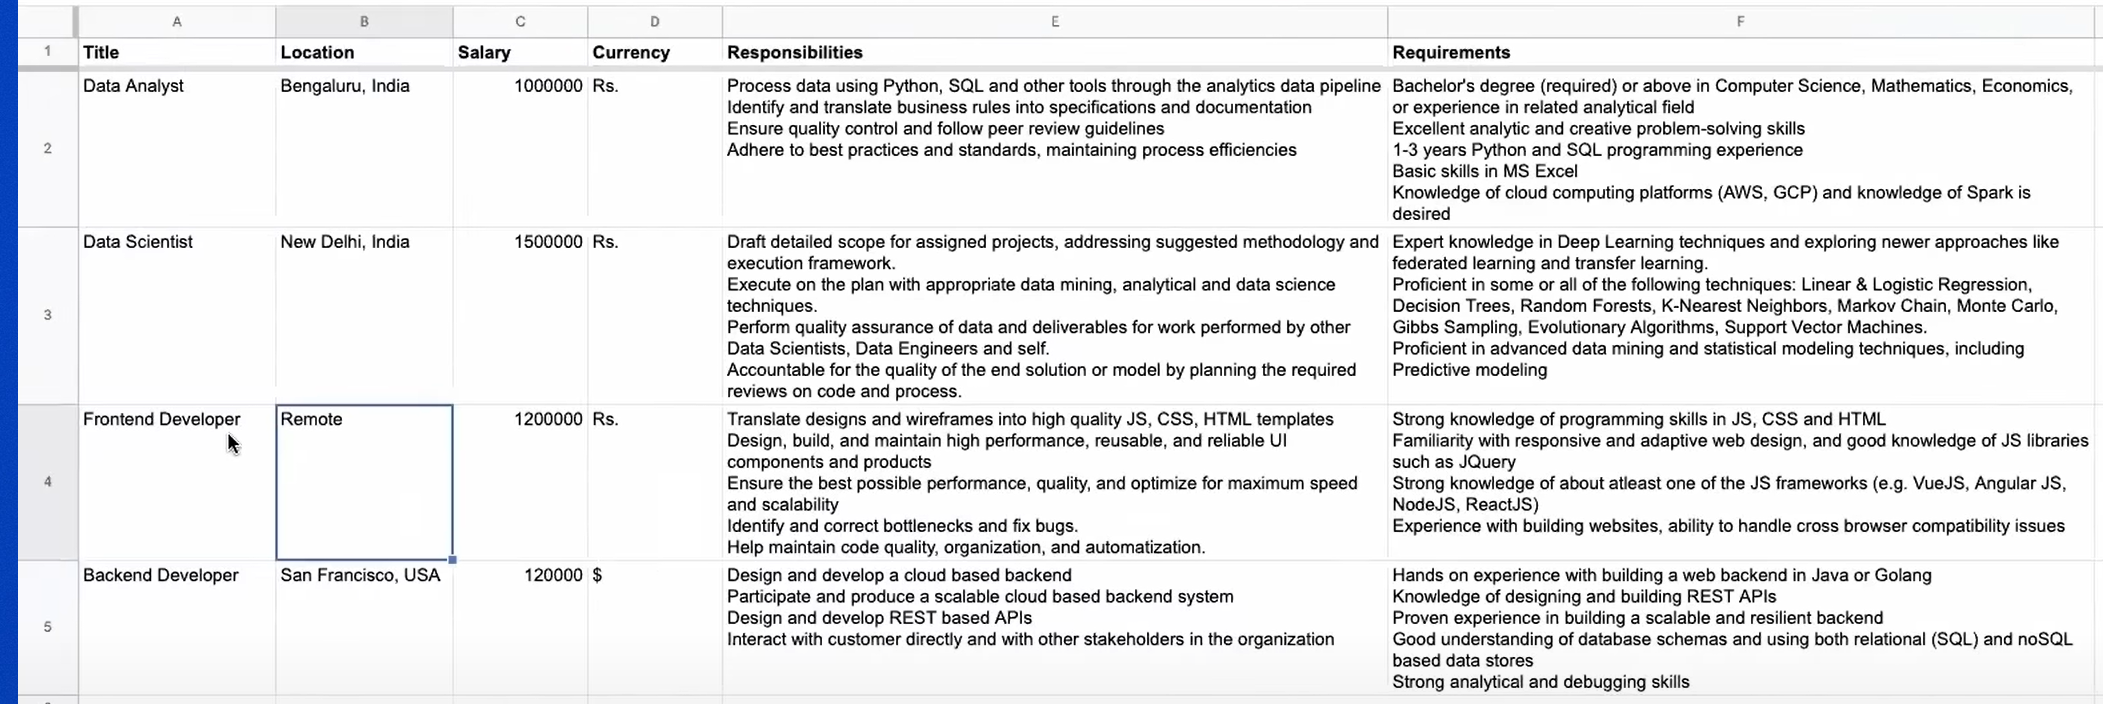 A B C D E F
1 Title Location Salary Currency Responsibilities Requirements
2 Data Analyst Bengaluru, India 1000000 Rs.
Process data using Python, SQL and other tools through the analytics data pipeline
Identify and translate business rules into specifications and documentation
Ensure quality control and follow peer review guidelines
Adhere to best practices and standards, maintaining process efficiencies
Bachelor's degree (required) or above in Computer Science, Mathematics, Economics,
or experience in related analytical field
Excellent analytic and creative problem-solving skills
1-3 years Python and SQL programming experience
Basic skills in MS Excel
Knowledge of cloud computing platforms (AWS, GCP) and knowledge of Spark is
desired
3 Data Scientist New Delhi, India 1500000 Rs.
Draft detailed scope for assigned projects, addressing suggested methodology and
execution framework.
Execute on the plan with appropriate data mining, analytical and data science
techniques.
Perform quality assurance of data and deliverables for work performed by other
Data Scientists, Data Engineers and self.
Accountable for the quality of the end solution or model by planning the required
reviews on code and process.
Expert knowledge in Deep Learning techniques and exploring newer approaches like
federated learning and transfer learning.
Proficient in some or all of the following techniques: Linear & Logistic Regression,
Decision Trees, Random Forests, K-Nearest Neighbors, Markov Chain, Monte Carlo,
Gibbs Sampling, Evolutionary Algorithms, Support Vector Machines.
Proficient in advanced data mining and statistical modeling techniques, including
Predictive modeling
4 Frontend Developer Remote 1200000 Rs.
Translate designs and wireframes into high quality JS, CSS, HTML templates
Design, build, and maintain high performance, reusable, and reliable UI
components and products
Ensure the best possible performance, quality, and optimize for maximum speed
and scalability
Identify and correct bottlenecks and fix bugs.
Help maintain code quality, organization, and automatization.
Strong knowledge of programming skills in JS, CSS and HTML
Familiarity with responsive and adaptive web design, and good knowledge of JS libraries
such as JQuery
Strong knowledge of about atleast one of the JS frameworks (e.g. VueJS, Angular JS,
NodeJS, ReactJS)
Experience with building websites, ability to handle cross browser compatibility issues
5 Backend Developer San Francisco, USA 120000 $
Design and develop a cloud based backend
Participate and produce a scalable cloud based backend system
Design and develop REST based APIs
Interact with customer directly and with other stakeholders in the organization
Hands on experience with building a web backend in Java or Golang
Knowledge of designing and building REST APIs
Proven experience in building a scalable and resilient backend
Good understanding of database schemas and using both relational (SQL) and noSQL
based data stores
Strong analytical and debugging skills